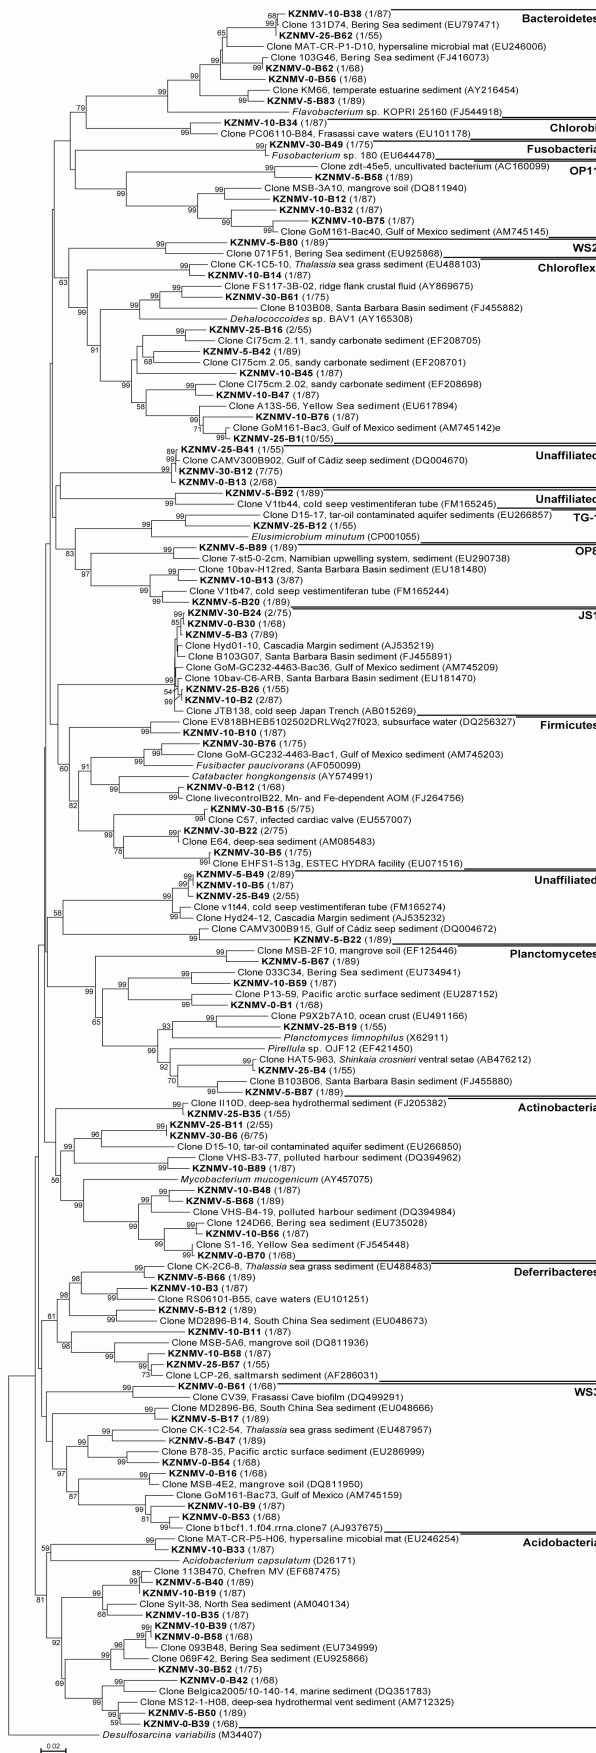 KZNMV-10-B38 (1/87)
Bacteroidetes
Clone 131D74, Bering Sea sediment (EU797471)
KZNMV-25-B62 (1/55)
Clone MAT-CR-P1-D10, hypersaline microbial mat (EU246006)
Clone 103G46, Bering Sea sediment (FJ416073)
KZNMV-0-B62 (1/68)
KZNMV-0-B56 (1/68)
Clone KM66, temperate estuarine sediment (AY216454)
KZNMV-5-B83 (1/89)
Flavobacterium sp. KOPRI 25160 (FJ544918)
KZNMV-10-B34 (1/87)
Chlorobi
Clone PC06110-B84, Frasassi cave waters (EU101178)
KZNMV-30-B49 (1/75)
Fusobacteria
Fusobacterium sp. 180 (EU644478)
Clone zdt-45e5, uncultivated bacterium (AC160099)
OP11
KZNMV-5-B58 (1/89)
Clone MSB-3A10, mangrove soil (DQ811940)
KZNMV-10-B12 (1/87)
KZNMV-10-B32 (1/87)
KZNMV-10-B75 (1/87)
Clone GoM161-Bac40, Gulf of Mexico sediment (AM745145)
KZNMV-5-B80 (1/89)
WS2
Clone 071F51, Bering Sea sediment (EU925868)
Clone CK-1C5-10, Thalassia sea grass sediment (EU488103)
Chloroflexi
KZNMV-10-B14 (1/87)
Clone FS117-3B-02, ridge flank crustal fluid (AY869675)
KZNMV-30-B61 (1/75)
Clone B103B08, Santa Barbara Basin sediment (FJ455882)
Dehalococcoides sp. BAV1 (AY165308)
KZNMV-25-B16 (2/55)
Clone CI75cm.2.11, sandy carbonate sediment (EF208705)
KZNMV-5-B42 (1/89)
Clone CI75cm.2.05, sandy carbonate sediment (EF208701)
KZNMV-10-B45 (1/87)
Clone CI75cm.2.02, sandy carbonate sediment (EF208698)
KZNMV-10-B47 (1/87)
Clone A13S-56, Yellow Sea sediment (EU617894)
KZNMV-10-B76 (1/87)
Clone GoM161-Bac3, Gulf of Mexico sediment (AM745142)e
KZNMV-25-B1(10/55)
KZNMV-25-B41 (1/55)
Unaffiliated
Clone CAMV300B902, Gulf of Cádiz seep sediment (DQ004670)
KZNMV-30-B12 (7/75)
KZNMV-0-B13 (2/68)
KZNMV-5-B92 (1/89)
Unaffiliated
Clone V1tb44, cold seep vestimentiferan tube (FM165245)
Clone D15-17, tar-oil contaminated aquifer sediments (EU266857)
TG-1
KZNMV-25-B12 (1/55)
Elusimicrobium minutum (CP001055)
KZNMV-5-B89 (1/89)
OP8
Clone 7-st5-0-2cm, Namibian upwelling system, sediment (EU290738)
Clone 10bav-H12red, Santa Barbara Basin sediment (EU181480)
KZNMV-10-B13 (3/87)
Clone V1tb47, cold seep vestimentiferan tube (FM165244)
KZNMV-5-B20 (1/89)
KZNMV-30-B24 (2/75)
JS1
KZNMV-0-B30 (1/68)
KZNMV-5-B3 (7/89)
Clone Hyd01-10, Cascadia Margin sediment (AJ535219)
Clone B103G07, Santa Barbara Basin sediment (FJ455891)
Clone GoM-GC232-4463-Bac36, Gulf of Mexico sediment (AM745209)
Clone 10bav-C6-ARB, Santa Barbara Basin sediment (EU181470)
KZNMV-25-B26 (1/55)
KZNMV-10-B2 (2/87)
Clone JTB138, cold seep Japan Trench (AB015269)
Clone EV818BHEB5102502DRLWq27f023, subsurface water (DQ256327)
Firmicutes
KZNMV-10-B10 (1/87)
KZNMV-30-B76 (1/75)
Clone GoM-GC232-4463-Bac1, Gulf of Mexico sediment (AM745203)
Fusibacter paucivorans (AF050099)
Catabacter hongkongensis (AY574991)
KZNMV-0-B12 (1/68)
Clone livecontrolB22, Mn- and Fe-dependent AOM (FJ264756)
KZNMV-30-B15 (5/75)
Clone C57, infected cardiac valve (EU557007)
KZNMV-30-B22 (2/75)
Clone E64, deep-sea sediment (AM085483)
KZNMV-30-B5 (1/75)
Clone EHFS1-S13g, ESTEC HYDRA facility (EU071516)
KZNMV-5-B49 (2/89)
Unaffiliated
KZNMV-10-B5 (1/87)
KZNMV-25-B49 (2/55)
Clone v1t44, cold seep vestimentiferan tube (FM165274)
Clone Hyd24-12, Cascadia Margin sediment (AJ535232)
Clone CAMV300B915, Gulf of Cádiz seep sediment (DQ004672)
KZNMV-5-B22 (1/89)
Clone MSB-2F10, mangrove soil (EF125446)
Planctomycetes
KZNMV-5-B67 (1/89)
Clone 033C34, Bering Sea sediment (EU734941)
KZNMV-10-B59 (1/87)
Clone P13-59, Pacific arctic surface sediment (EU287152)
KZNMV-0-B1 (1/68)
Clone P9X2b7A10, ocean crust (EU491166)
KZNMV-25-B19 (1/55)
Planctomyces limnophilus (X62911)
Pirellula sp. OJF12 (EF421450)
Clone HAT5-963, Shinkaia crosnieri ventral setae (AB476212)
KZNMV-25-B4 (1/55)
Clone B103B06, Santa Barbara Basin sediment (FJ455880)
KZNMV-5-B87 (1/89)
Clone II10D, deep-sea hydrothermal sediment (FJ205382)
Actinobacteria
KZNMV-25-B35 (1/55)
KZNMV-25-B11 (2/55)
KZNMV-30-B6 (6/75)
Clone D15-10, tar-oil contaminated aquifer sediment (EU266850)
Clone VHS-B3-77, polluted harbour sediment (DQ394962)
KZNMV-10-B89 (1/87)
Mycobacterium mucogenicum (AY457075)
KZNMV-10-B48 (1/87)
KZNMV-5-B68 (1/89)
Clone VHS-B4-19, polluted harbour sediment (DQ394984)
Clone 124D66, Bering sea sediment (EU735028)
KZNMV-10-B56 (1/87)
Clone S1-16, Yellow Sea sediment (FJ545448)
KZNMV-0-B70 (1/68)
Clone CK-2C6-8, Thalassia sea grass sediment (EU488483)
Deferribacteres
KZNMV-5-B66 (1/89)
KZNMV-10-B3 (1/87)
Clone RS06101-B55, cave waters (EU101251)
KZNMV-5-B12 (1/89)
Clone MD2896-B14, South China Sea sediment (EU048673)
KZNMV-10-B11 (1/87)
Clone MSB-5A6, mangrove soil (DQ811936)
KZNMV-10-B58 (1/87)
KZNMV-25-B57 (1/55)
Clone LCP-26, saltmarsh sediment (AF286031)
KZNMV-0-B61 (1/68)
WS3
Clone CV39, Frasassi Cave biofilm (DQ499291)
Clone MD2896-B6, South China Sea sediment (EU048666)
KZNMV-5-B17 (1/89)
Clone CK-1C2-54, Thalassia sea grass sediment (EU487957)
KZNMV-5-B47 (1/89)
Clone B78-35, Pacific arctic surface sediment (EU286999)
KZNMV-0-B54 (1/68)
KZNMV-0-B16 (1/68)
Clone MSB-4E2, mangrove soil (DQ811950)
Clone GoM161-Bac73, Gulf of Mexico (AM745159)
KZNMV-10-B9 (1/87)
KZNMV-0-B53 (1/68)
Clone b1bcf1.1.f04.rrna.clone7 (AJ937675)
Clone MAT-CR-P5-H06, hypersaline micobial mat (EU246254)
Acidobacteria
KZNMV-10-B33 (1/87)
Acidobacterium capsulatum (D26171)
Clone 113B470, Chefren MV (EF687475)
KZNMV-5-B40 (1/89)
KZNMV-10-B19 (1/87)
Clone Sylt-38, North Sea sediment (AM040134)
KZNMV-10-B35 (1/87)
KZNMV-10-B39 (1/87)
KZNMV-0-B58 (1/68)
Clone 093B48, Bering Sea sediment (EU734999)
Clone 069F42, Bering Sea sediment (EU925866)
KZNMV-30-B52 (1/75)
KZNMV-0-B42 (1/68)
Clone Belgica2005/10-140-14, marine sediment (DQ351783)
Clone MS12-1-H08, deep-sea hydrothermal vent sediment (AM712325)
KZNMV-5-B50 (1/89)
KZNMV-0-B39 (1/68)
Desulfosarcina variabilis (M34407)
0.02